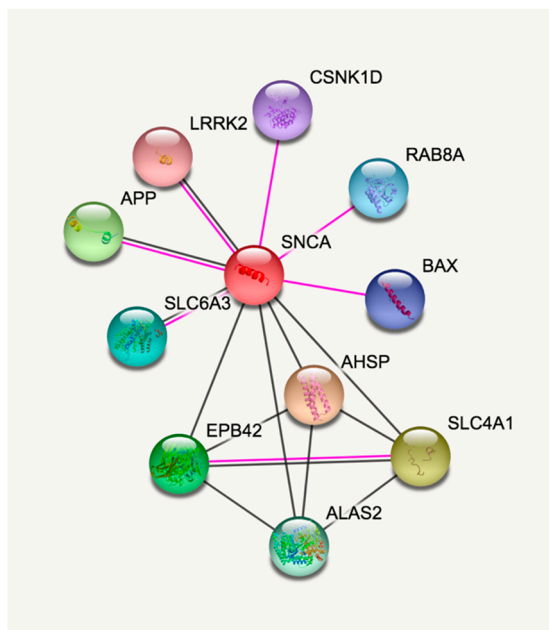 CSNK1D
LRRK2
RAB8A
APP
SNCA
BAX
SLC6A3
AHSP
SLC4A1
EPB42
ALAS2